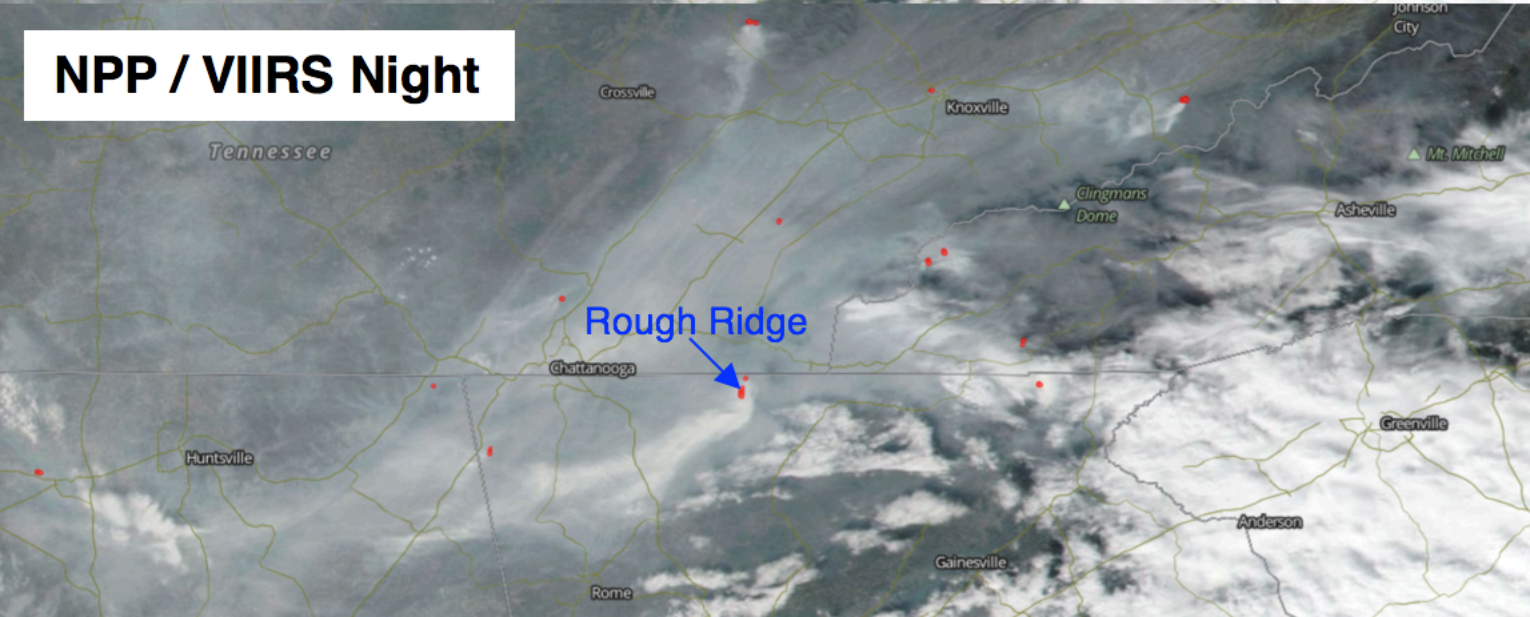 Johnson
City
NPP / VIIRS Night
Crossville
Knoxville
Tennessee
Mt. Mitchell
Clingmans
Dome
Asheville
Rough Ridge
Chattanooga
Greenville
Huntsville
Anderson
Gainesville
Rome